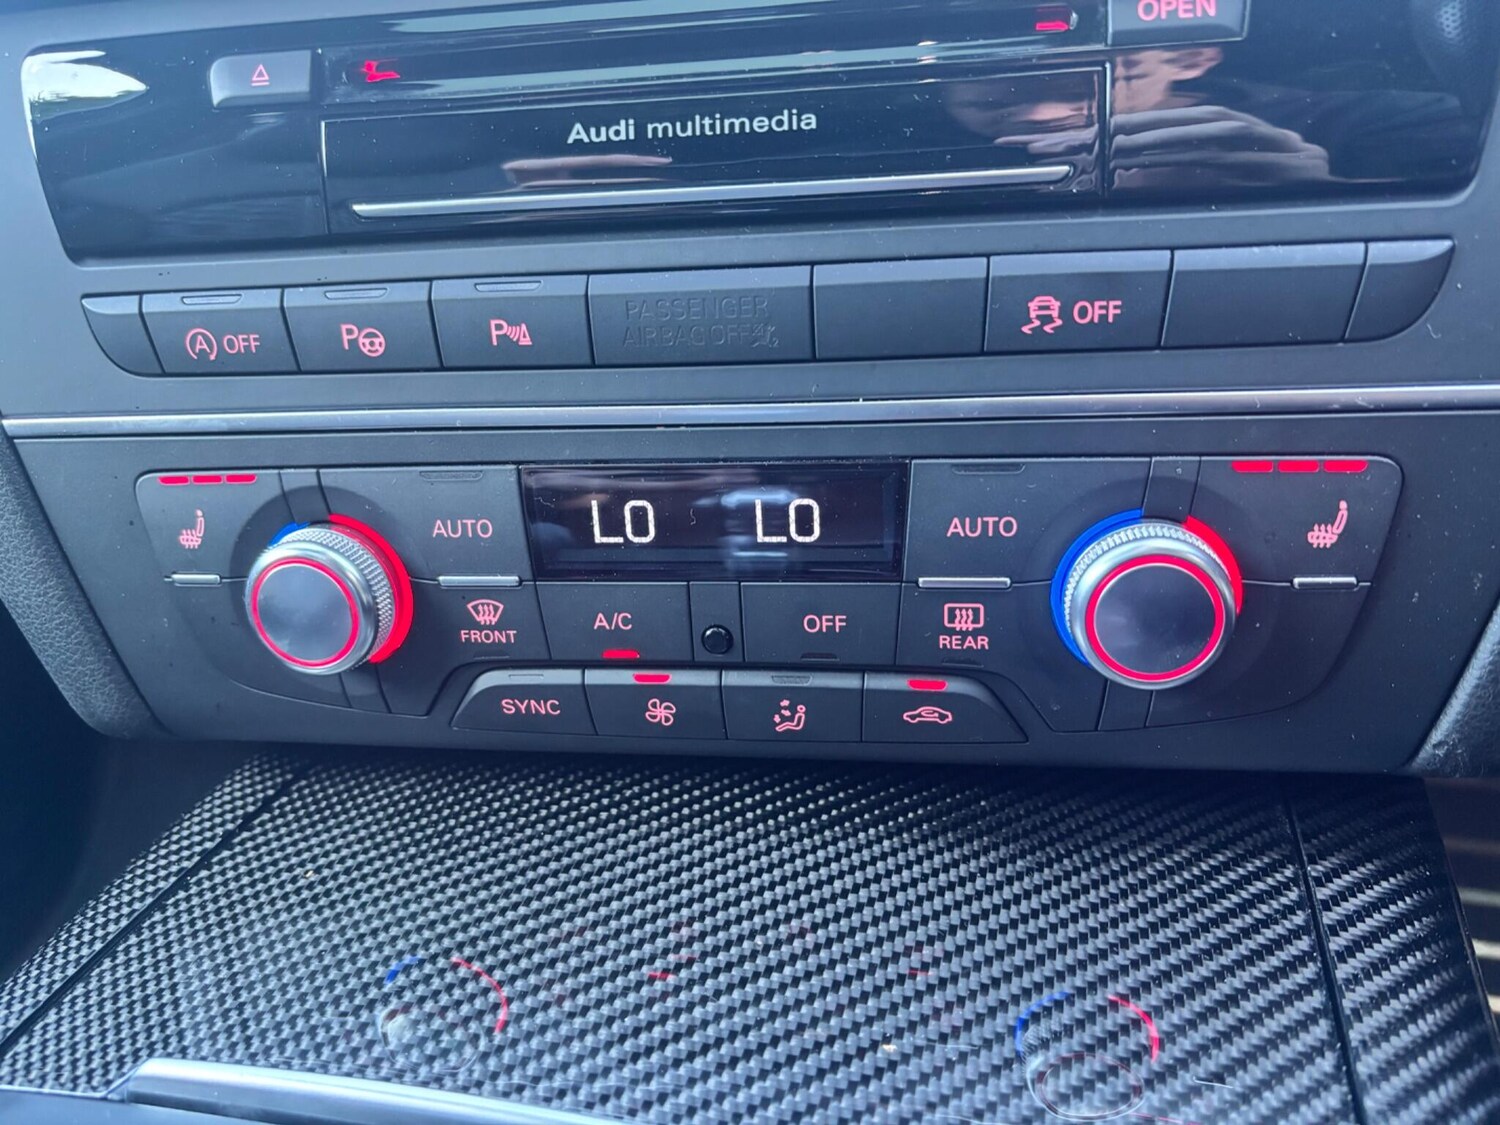 OPEN
Audi multimedia
A OFF
P
P
PASSENGER
AIRBAG OFF
OFF
AUTO
LO LO
AUTO
FRONT
A/C
OFF
REAR
SYNC